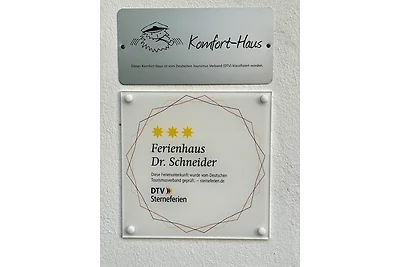 Komfort-Haus
Dieses Komfort-Haus ist vom Deutschen Tourismus Verband (DTV) klassifiziert worden.
Ferienhaus
Dr. Schneider
Diese Ferienunterkunft wurde vom Deutschen
Tourismusverband geprüft: – sterneferien.de
DTV
Sterneferien